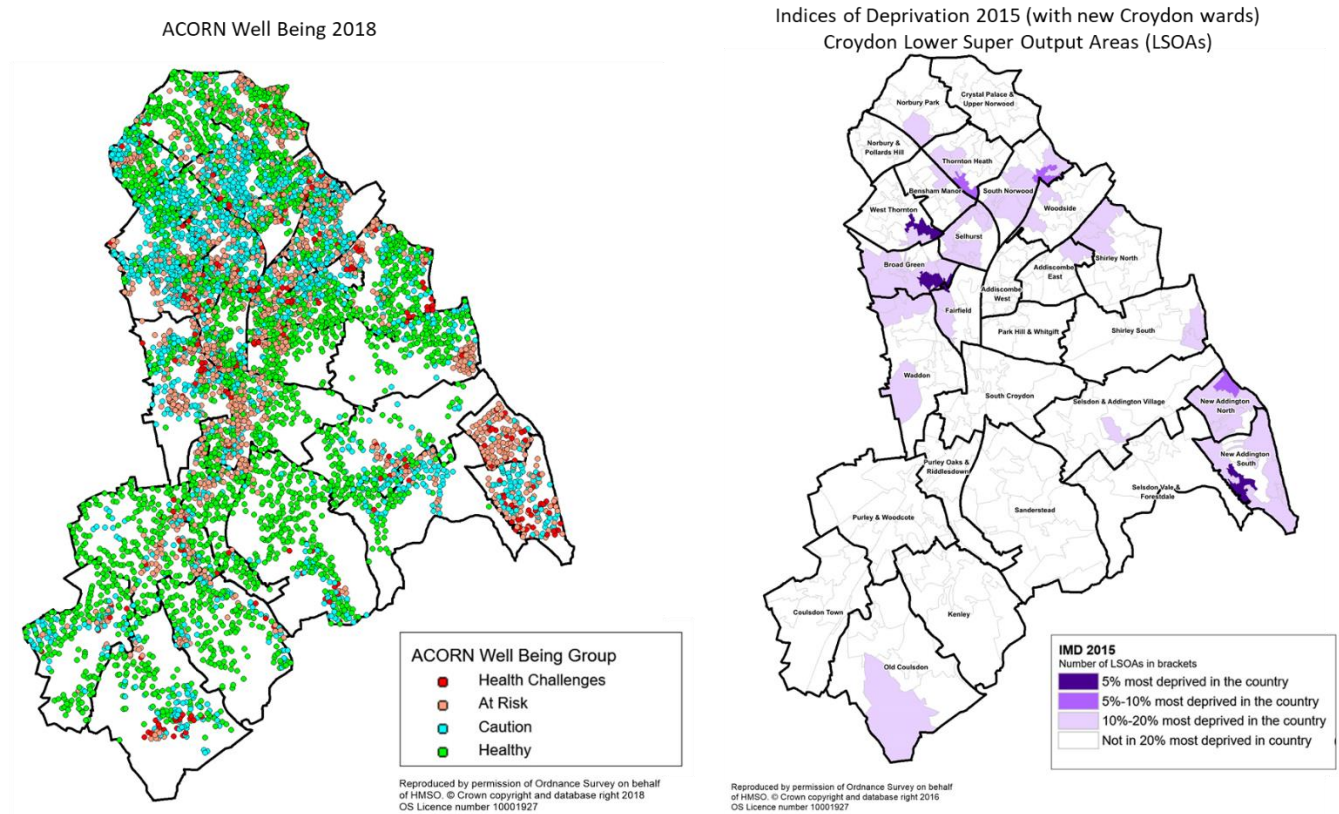 ACORN Well Being 2018
ACORN Well Being Group
Health Challenges
At Risk
Caution
Healthy
Reproduced by permission of Ordnance Survey on behalf
of HMSO. © Crown copyright and database right 2018
OS Licence number 10001927
Indices of Deprivation 2015 (with new Croydon wards)
Croydon Lower Super Output Areas (LSOAs)
Norbury Park
Crystal Palace &
Upper Norwood
Norbury &
Pollards Hill
Thornton Heath
Bensham Manor
South Norwood
West Thornton
Woodside
Selhurst
Broad Green
Shirley North
Addiscombe
East
Addiscombe
West
Fairfield
Park Hill & Whitgift
Shirley South
Waddon
South Croydon
Selsdon & Addington Village
New Addington
North
New Addington
South
Purley Oaks &
Riddlesdown
Selsdon Vale &
Forestdale
Sanderstead
Purley & Woodcote
Coulsdon Town
Kenley
Old Coulsdon
IMD 2015
Number of LSOAs in brackets
5% most deprived in the country
5%-10% most deprived in the country
10%-20% most deprived in the country
Not in 20% most deprived in country
Reproduced by permission of Ordnance Survey on behalf
of HMSO. © Crown copyright and database right 2016
OS Licence number 10001927